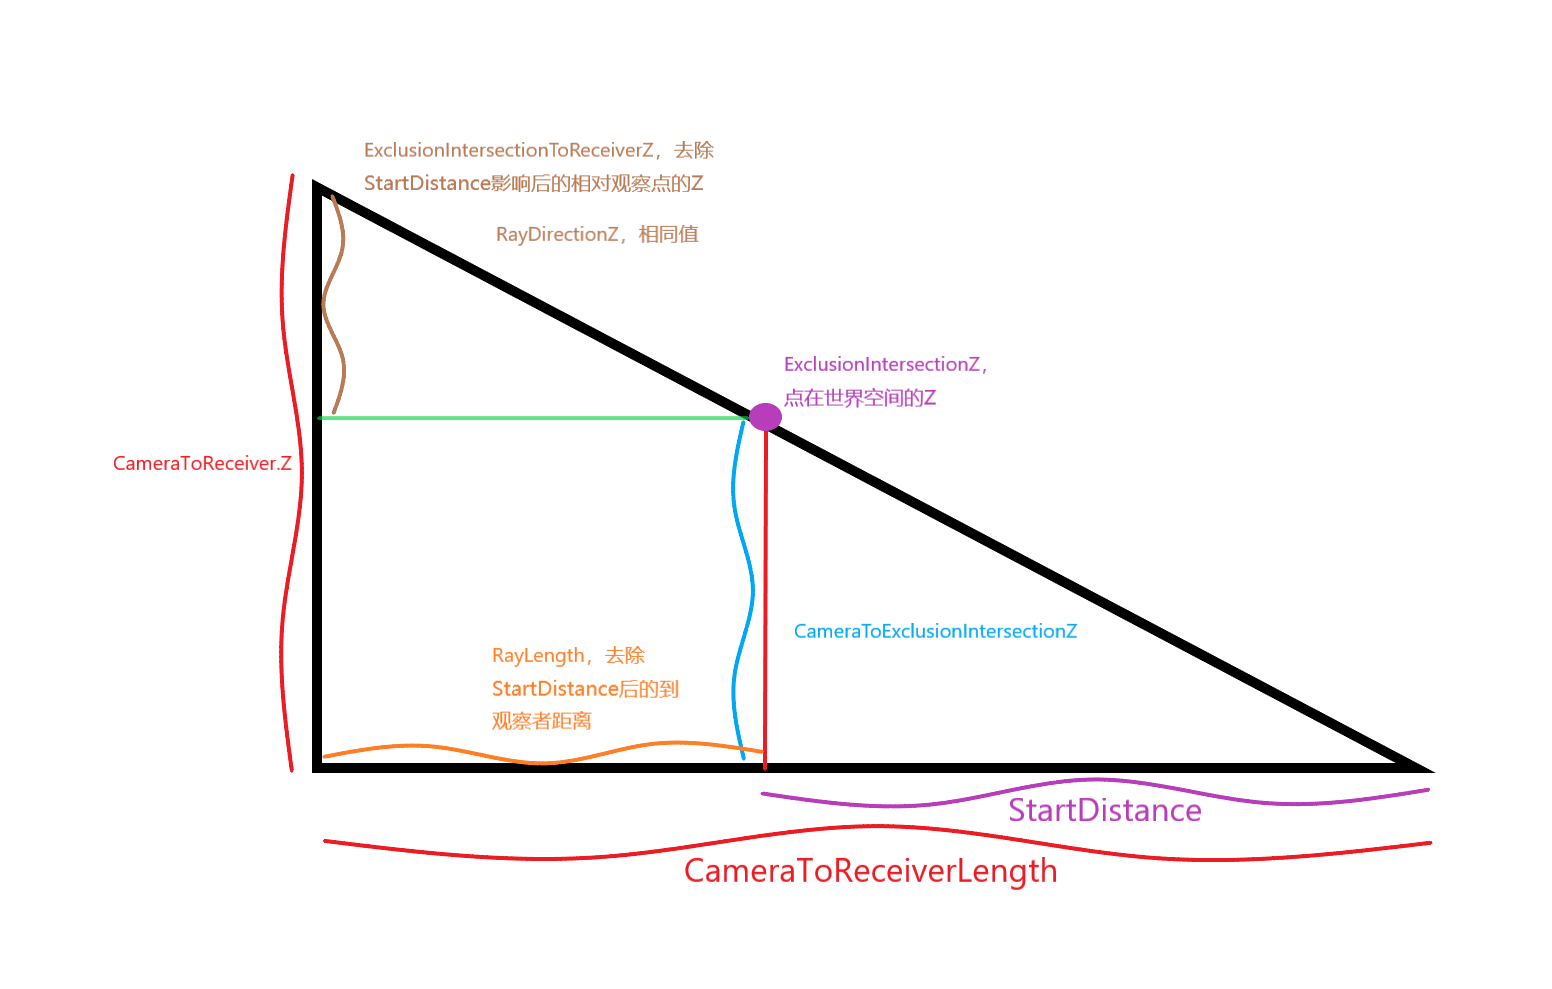 ExclusionIntersectionToReceiverZ，去除
StartDistance影响后的相对观察点的Z
RayDirectionZ，相同值
ExclusionIntersectionZ，
点在世界空间的Z
CameraToReceiver.Z
CameraToExclusionIntersectionZ
RayLength，去除
StartDistance后的到
观察者距离
StartDistance
CameraToReceiverLength